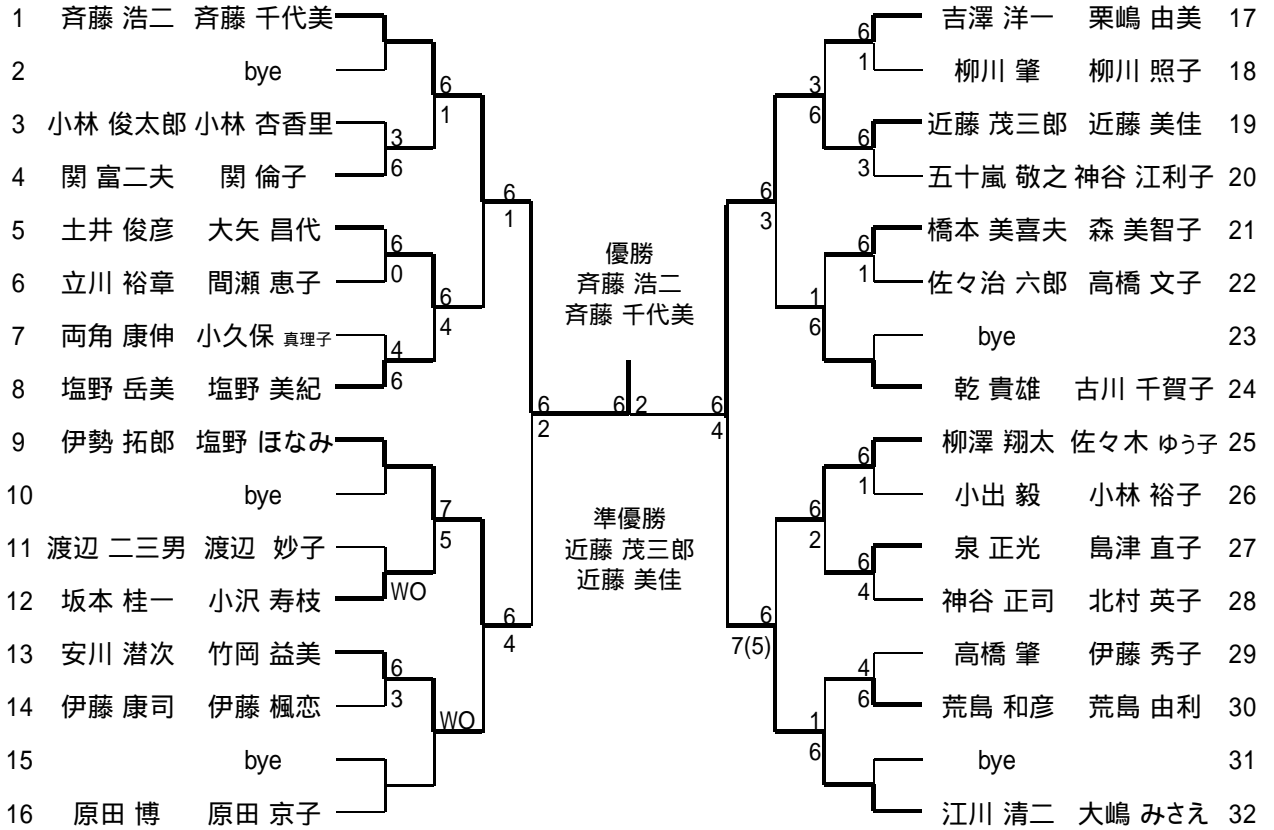 1 斉藤 浩二 斉藤 千代美
2 bye
6
1
3 小林 俊太郎 小林 杏香里
3
6
4 関 富二夫 関 倫子
6
1
5 土井 俊彦 大矢 昌代
6
0
6 立川 裕章 間瀬 恵子
6
4
7 両角 康伸 小久保 真理子
4
6
8 塩野 岳美 塩野 美紀
6
2
9 伊勢 拓郎 塩野 ほなみ
10 bye
7
5
11 渡辺 二三男 渡辺 妙子
WO
12 坂本 桂一 小沢 寿枝
6
4
13 安川 潜次 竹岡 益美
6
3
14 伊藤 康司 伊藤 楓恋
WO
15 bye
16 原田 博 原田 京子
優勝
斉藤 浩二
斉藤 千代美
6 2
準優勝
近藤 茂三郎
近藤 美佳
吉澤 洋一 栗嶋 由美 17
6
1
柳川 肇 柳川 照子 18
3
6
近藤 茂三郎 近藤 美佳 19
6
3
五十嵐 敬之 神谷 江利子 20
6
3
橋本 美喜夫 森 美智子 21
6
1
佐々治 六郎 高橋 文子 22
1
6
bye 23
乾 貴雄 古川 千賀子 24
6
4
柳澤 翔太 佐々木 ゆう子 25
6
1
小出 毅 小林 裕子 26
6
2
泉 正光 島津 直子 27
6
4
神谷 正司 北村 英子 28
6
7(5)
高橋 肇 伊藤 秀子 29
4
6
荒島 和彦 荒島 由利 30
1
6
bye 31
江川 清二 大嶋 みさえ 32